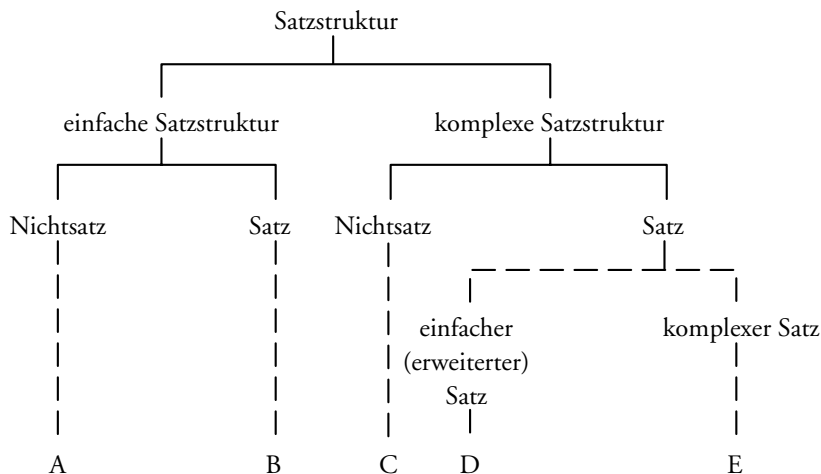 Satzstruktur
einfache Satzstruktur komplexe Satzstruktur
Nichtsatz Satz Nichtsatz Satz
einfacher komplexer Satz
(erweiterter)
Satz
A B C D E